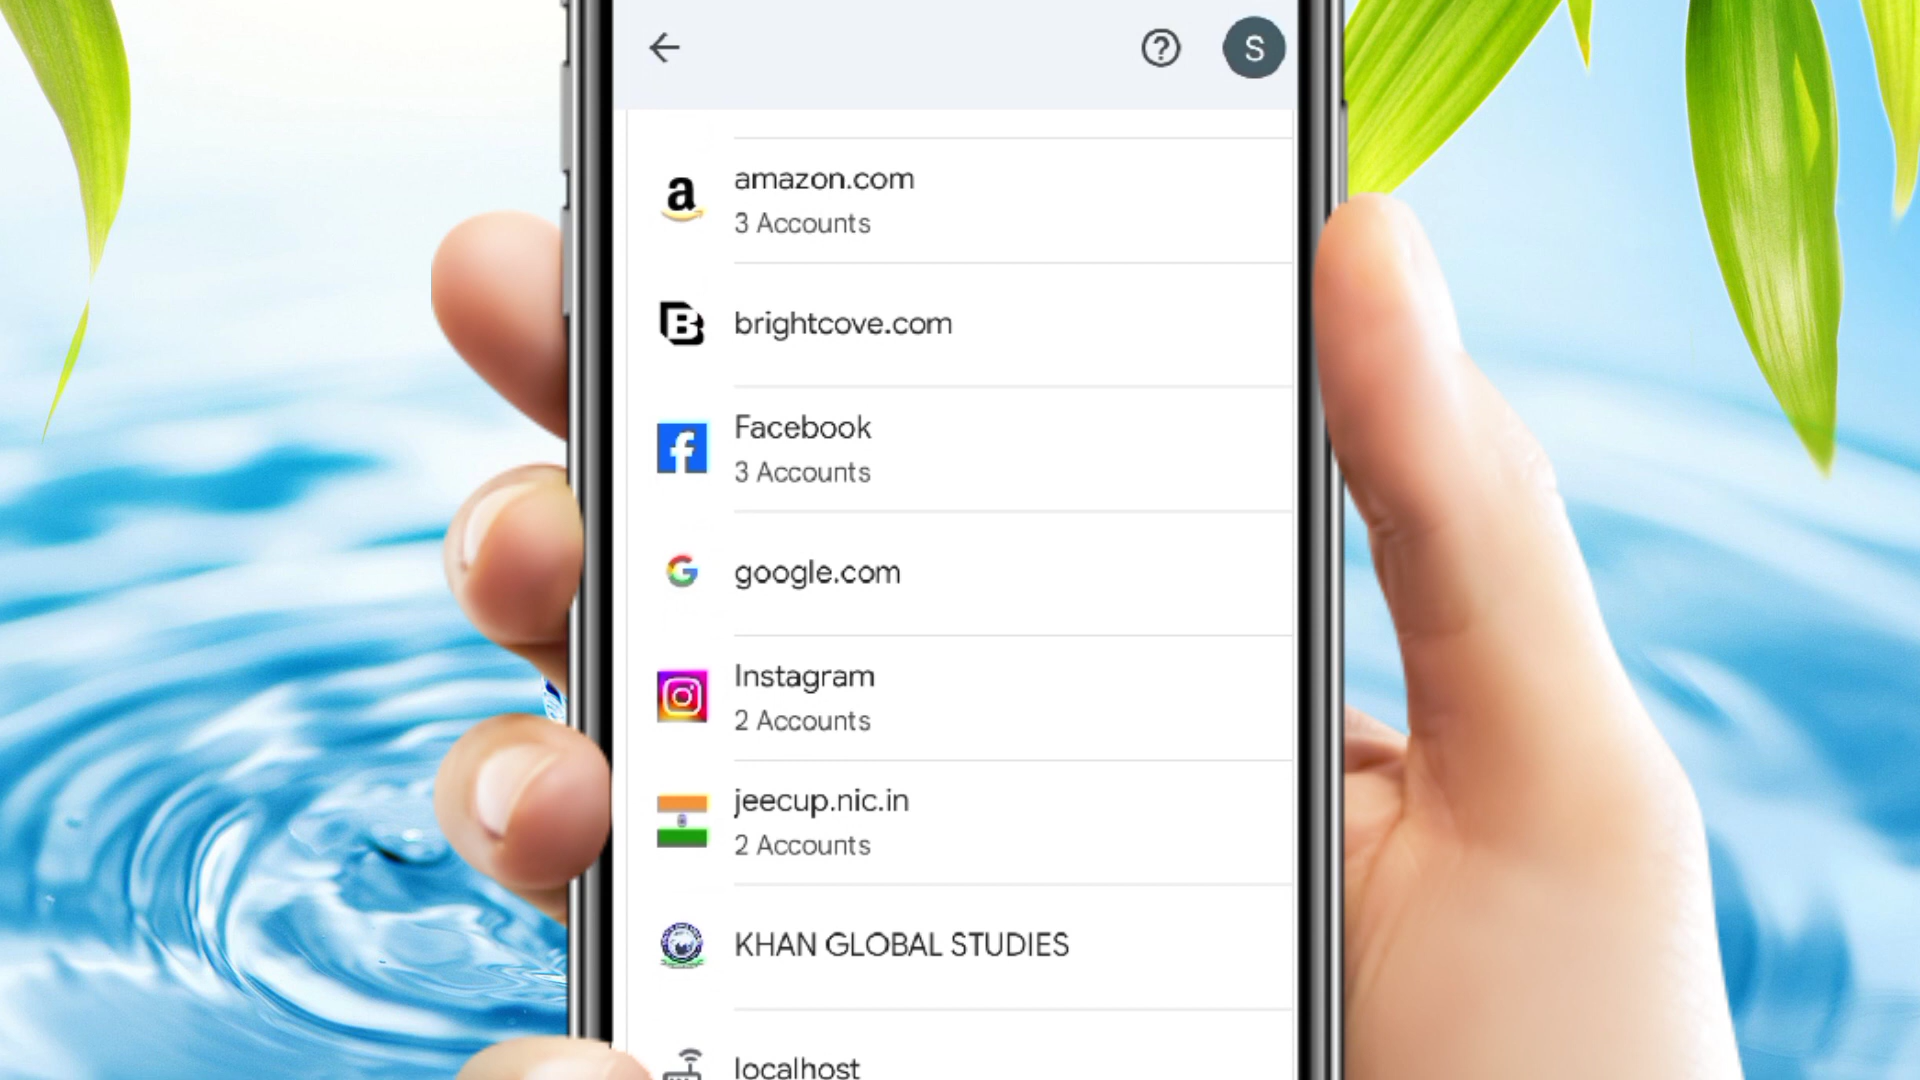 S
amazon.com
3 Accounts
brightcove.com
Facebook
3 Accounts
google.com
Instagram
2 Accounts
jeecup.nic.in
2 Accounts
KHAN GLOBAL STUDIES
localhost